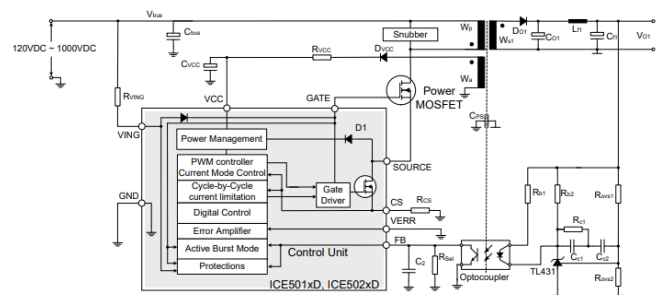 Vbus
Snubber
Wp
Ws1
DO1
Lf1
Cbus
CO1
Cf1
VO1
120VDC ~ 1000VDC
CVCC
RVCC
DVCC
Wa
RVING
VCC
GATE
Power
MOSFET
CPS
VING
D1
Power Management
SOURCE
PWM controller
Current Mode Control
Cycle-by-Cycle
current limitation
Gate
Driver
Digital Control
GND
CS
RCS
Rb1
Rb2
Rovs1
Error Amplifier
VERR
Rc1
Active Burst Mode
Control Unit
FB
Cc1
Cc2
Protections
C2
RSel
Optocoupler
TL431
Rovs2
ICE501xD, ICE502xD